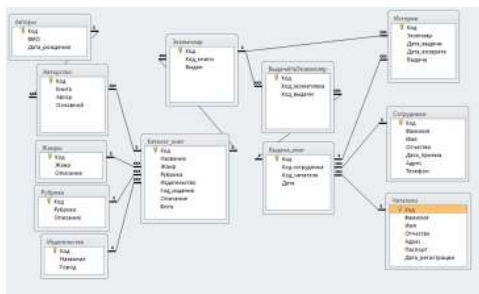 Авторы
Код
ФИО
Дата_рождения
Авторство
Код
Книга
Автор
Основной
Жанры
Код
Жанр
Описание
Рубрики
Код
Рубрика
Описание
Издательства
Код
Название
Город
Экземпляр
Код
Код_книги
Выдан
Каталог_книг
Код
Название
Жанр
Рубрика
Издательство
Год_издания
Описание
Фото
Код
Код_экземпляра
Код_выдачи
Выдача_книг
Код
Код_сотрудника
Код_читателя
Дата
История
Код
Экземпляр
Дата_выдачи
Дата_возврата
Выдача
Сотрудники
Код
Фамилия
Имя
Отчество
Дата_приема
Адрес
Телефон
Читатели
Код
Фамилия
Имя
Отчество
Адрес
Паспорт
Дата_регистрации